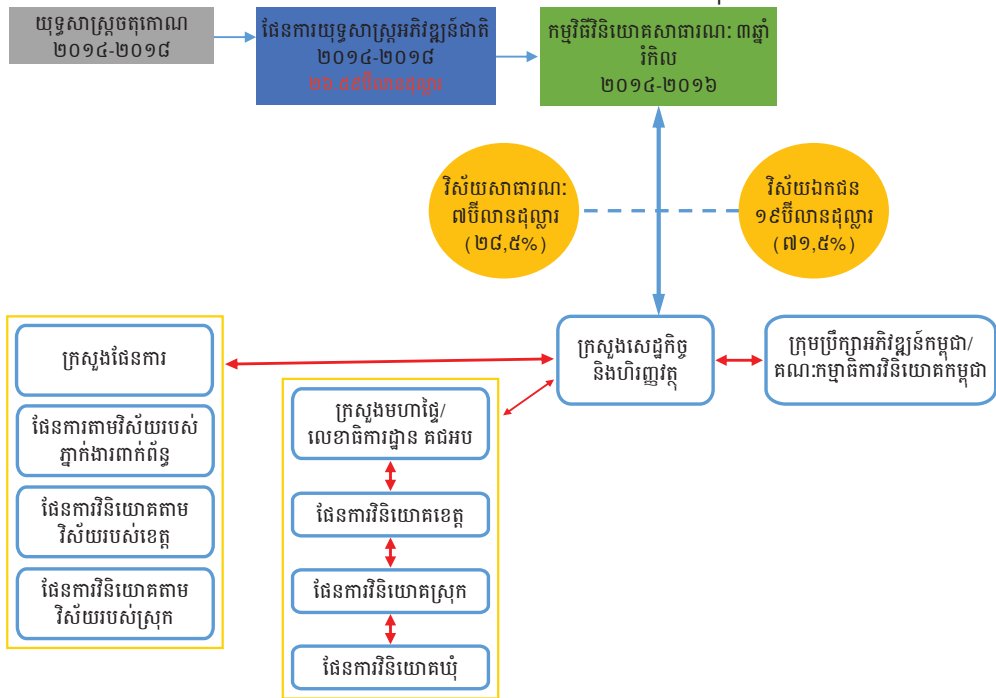 យុទ្ធសាស្ត្រចតុកោណ
២០១៤-២០១៨
ផែនការយុទ្ធសាស្ត្រអភិវឌ្ឍន៍ជាតិ
២០១៤-២០១៨
ប៊ីលានដុល្លារ
កម្មវិធីវិនិយោគសាធារណៈ ៣ឆ្នាំ
រំកិល
២០១៤-២០១៦
វិស័យសាធារណៈ
៧ប៊ីលានដុល្លារ
(២៨,៥%)
វិស័យឯកជន
១៩ប៊ីលានដុល្លារ
(៧១,៥%)
ក្រសួងផែនការ
ផែនការតាមវិស័យរបស់
ភ្នាក់ងារពាក់ព័ន្ធ
ផែនការវិនិយោគតាម
វិស័យរបស់ខេត្ត
ផែនការវិនិយោគតាម
វិស័យរបស់ស្រុក
ក្រសួងមហាផ្ទៃ/
លេខាធិការដ្ឋាន គជអប
ផែនការវិនិយោគខេត្ត
ផែនការវិនិយោគស្រុក
ផែនការវិនិយោគឃុំ
ក្រសួងសេដ្ឋកិច្ច
និងហិរញ្ញវត្ថុ
ក្រុមប្រឹក្សាអភិវឌ្ឍន៍កម្ពុជា/
គណៈកម្មាធិការវិនិយោគកម្ពុជា